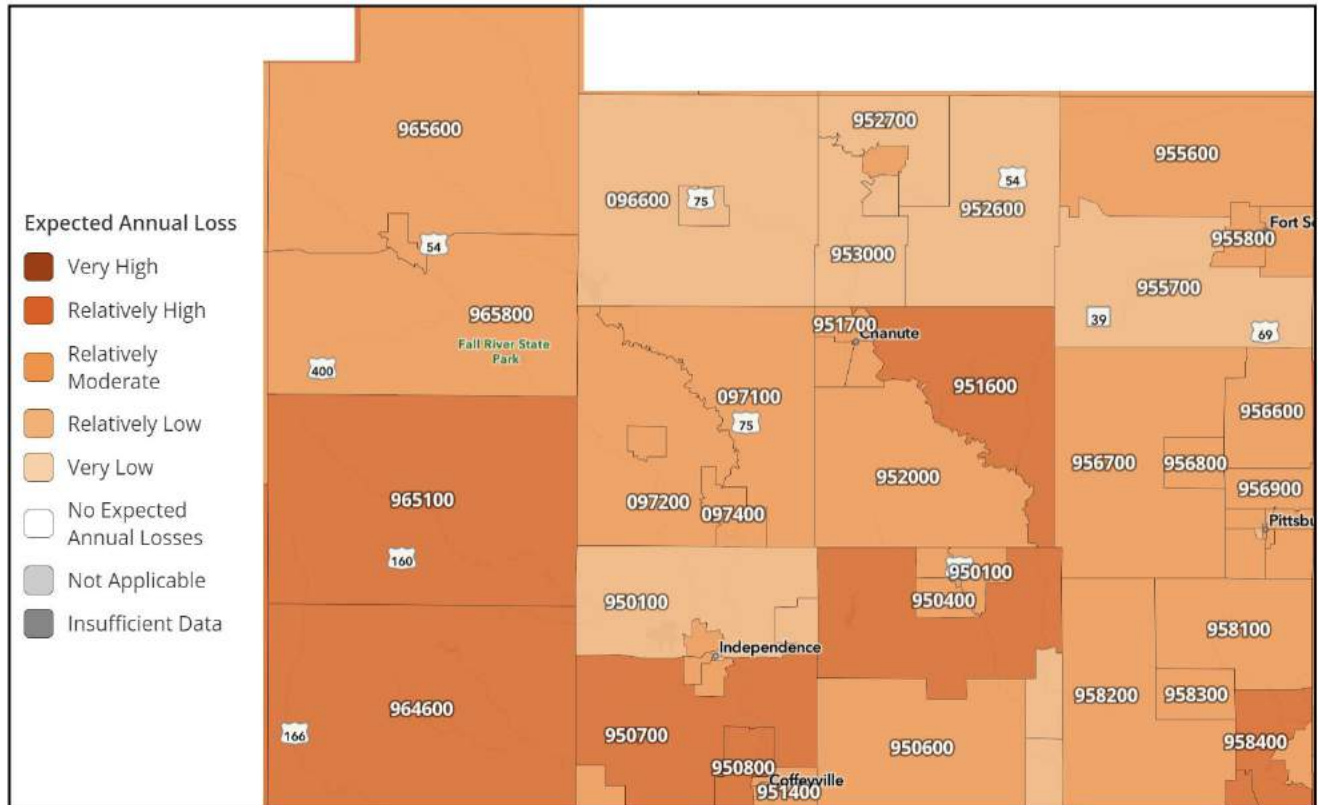 Expected Annual Loss
Very High
Relatively High
Relatively
Moderate
Relatively Low
Very Low
No Expected
Annual Losses
Not Applicable
Insufficient Data
965600
952700
955600
096600
75
54
952600
54
953000
955800
Fort
955700
965800
39
69
951700
Chanute
Fall River State
Park
400
097100
951600
75
956600
956700
956800
952000
965100
097200
097400
956900
160
950100
950100
950400
958100
Independence
964600
958200
958300
166
950700
950600
958400
950800
Coffeyville
951400